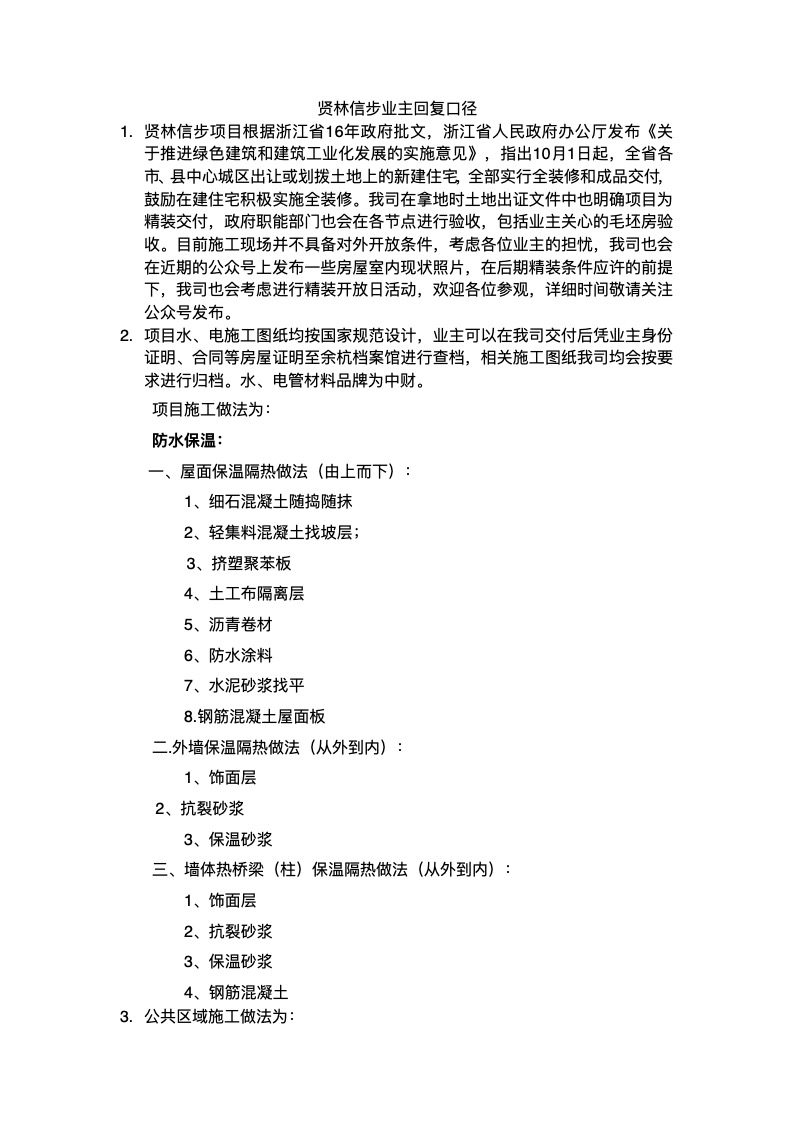 贤林信步业主回复口径
1. 贤林信步项目根据浙江省16年政府批文，浙江省人民政府办公厅发布《关
于推进绿色建筑和建筑工业化发展的实施意见》，指出10月1日起，全省各
市、县中心城区出让或划拨土地上的新建住宅，全部实行全装修和成品交付，
鼓励在建住宅积极实施全装修。我司在拿地时土地出证文件中也明确项目为
精装交付，政府职能部门也会在各节点进行验收，包括业主关心的毛坯房验
收。目前施工现场并不具备对外开放条件，考虑各位业主的担忧，我司也会
在近期的公众号上发布一些房屋室内现状照片，在后期精装条件应许的前提
下，我司也会考虑进行精装开放日活动，欢迎各位参观，详细时间敬请关注
公众号发布。
2. 项目水、电施工图纸均按国家规范设计，业主可以在我司交付后凭业主身份
证明、合同等房屋证明至余杭档案馆进行查档，相关施工图纸我司均会按要
求进行归档。水、电管材料品牌为中财。
项目施工做法为：
防水保温：
一、屋面保温隔热做法（由上而下）：
1、细石混凝土随捣随抹
2、轻集料混凝土找坡层；
3、挤塑聚苯板
4、土工布隔离层
5、沥青卷材
6、防水涂料
7、水泥砂浆找平
8.钢筋混凝土屋面板
二.外墙保温隔热做法（从外到内）：
1、饰面层
2、抗裂砂浆
3、保温砂浆
三、墙体热桥梁（柱）保温隔热做法（从外到内）：
1、饰面层
2、抗裂砂浆
3、保温砂浆
4、钢筋混凝土
3. 公共区域施工做法为：